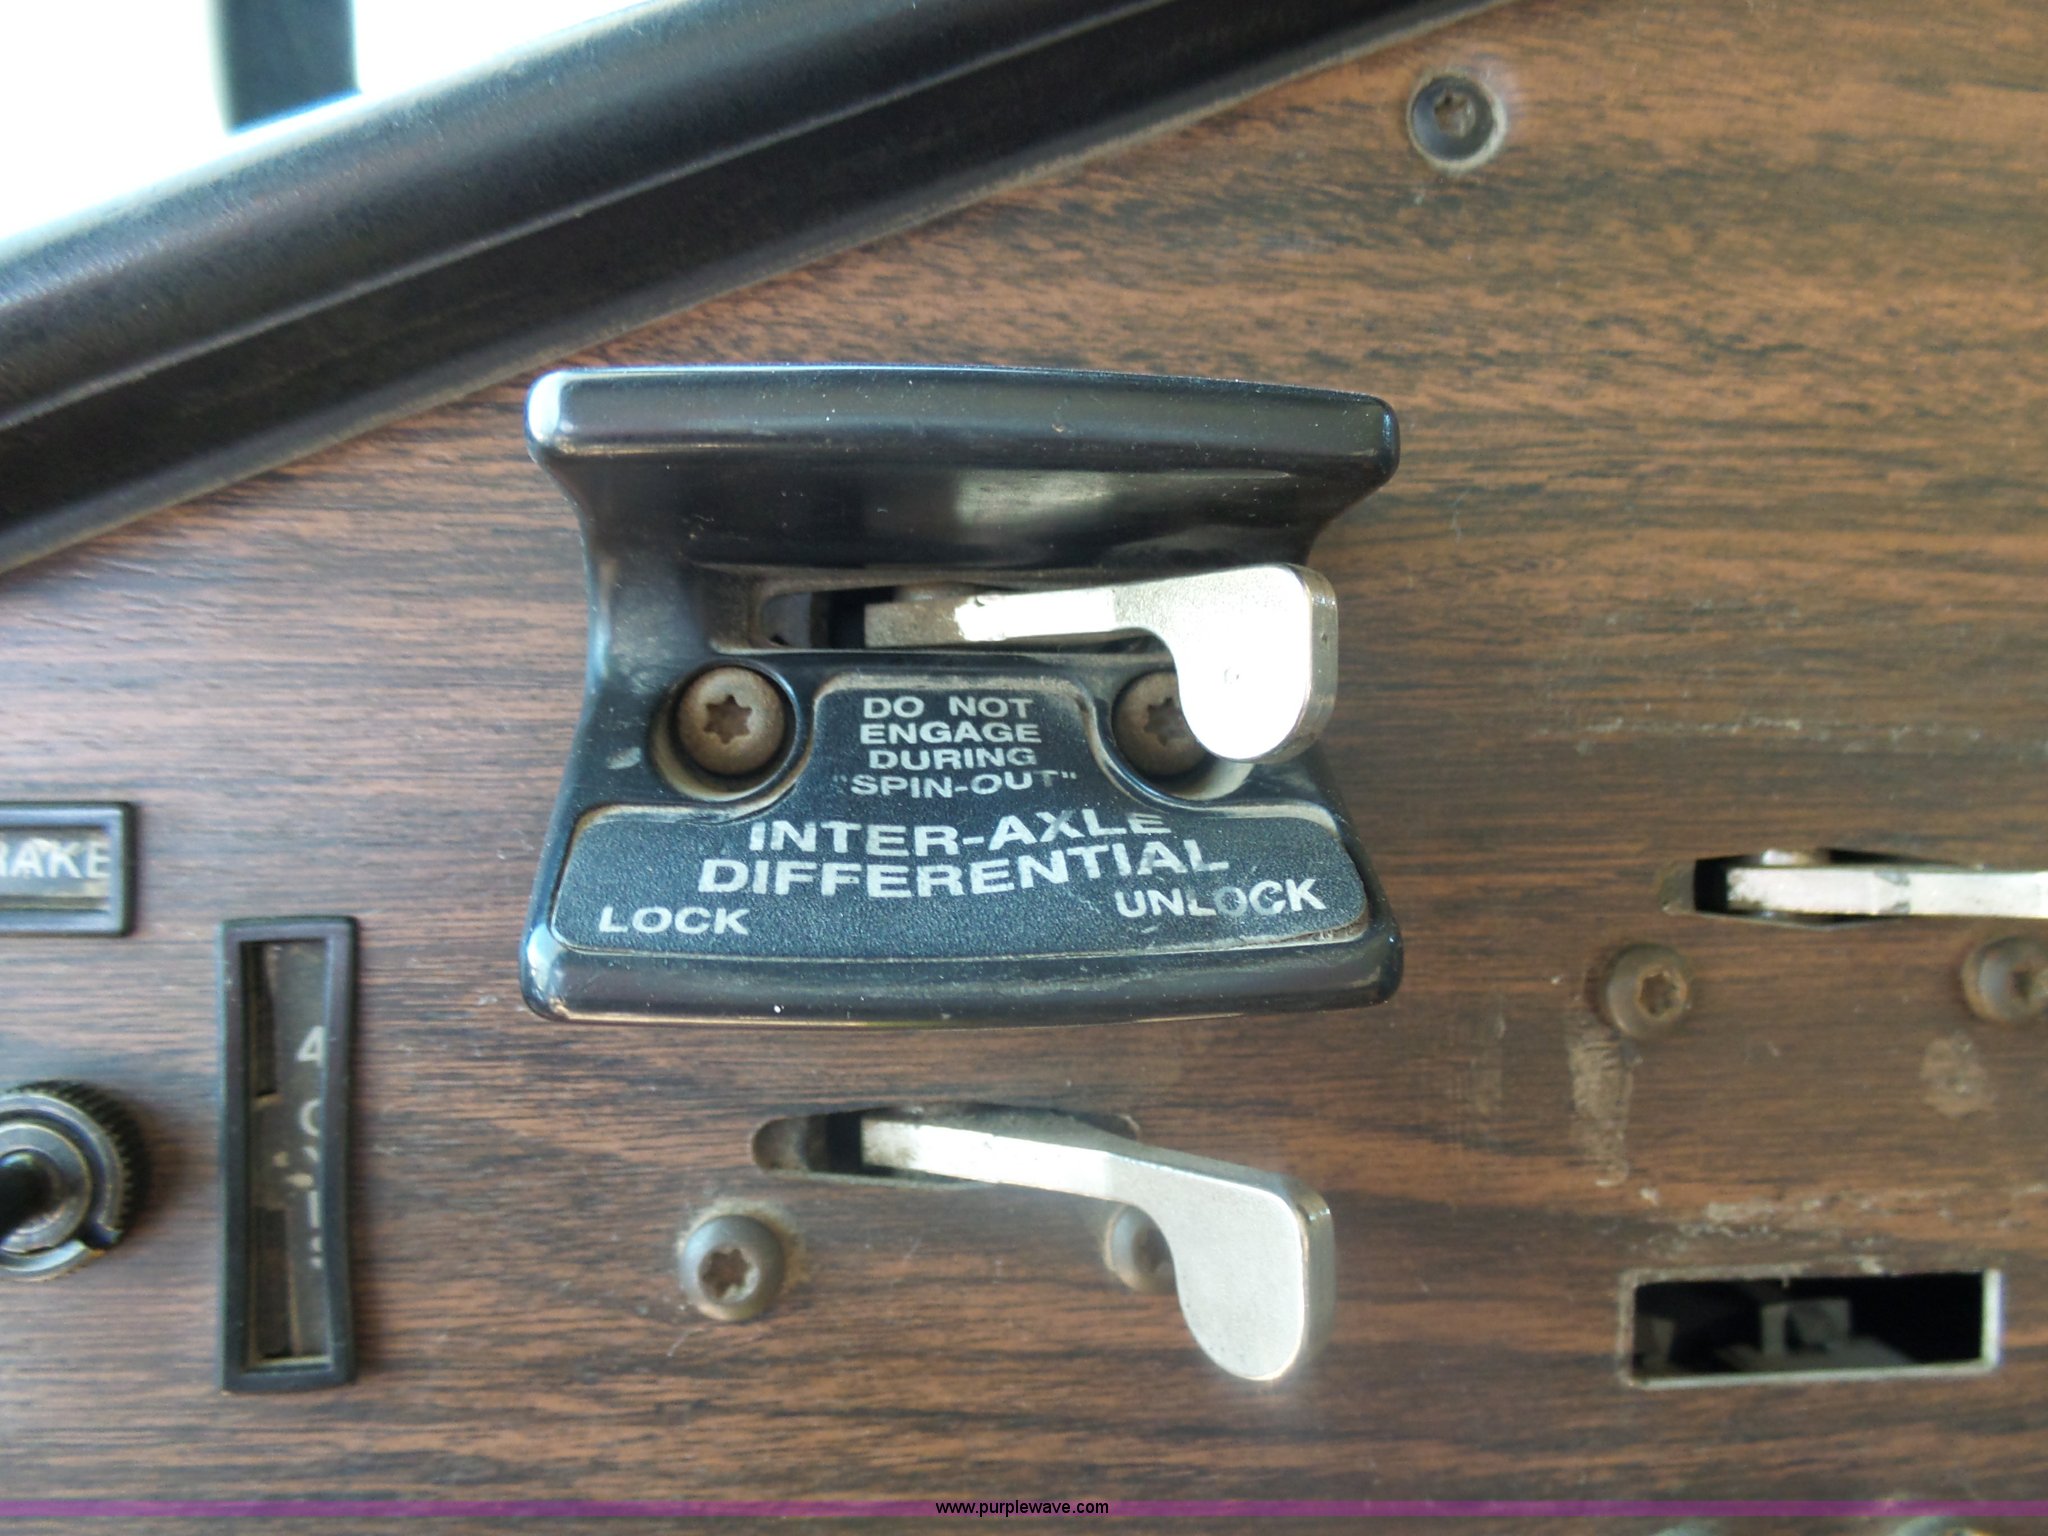 DO NOT
ENGAGE
DURING
"SPIN-OUT"
INTER-AXLE
DIFFERENTIAL
LOCK UNLOCK
RAKE
4
www.purplewave.com